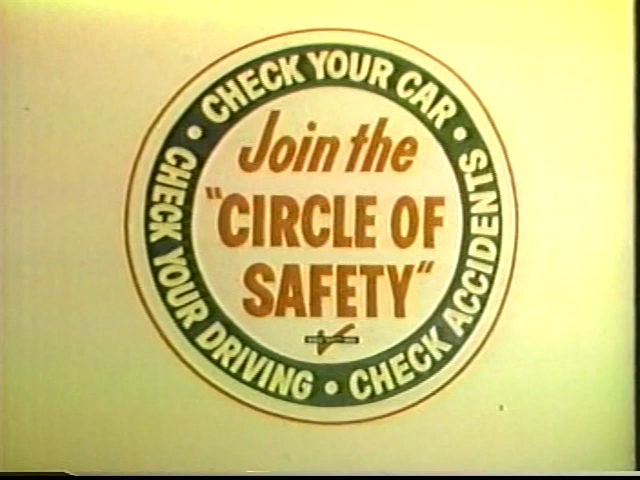 CHECK YOUR CAR • CHECK ACCIDENTS • CHECK YOUR DRIVING •
Join the
"CIRCLE OF
SAFETY"